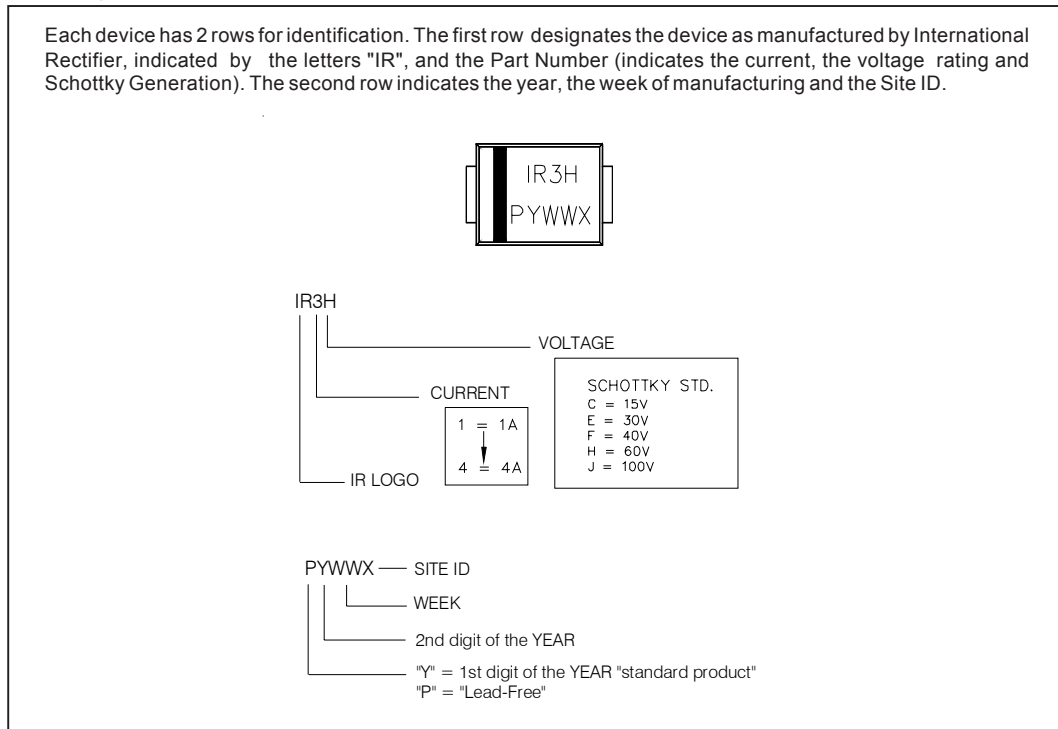 Each device has 2 rows for identification. The first row designates the device as manufactured by International
Rectifier, indicated by the letters "IR", and the Part Number (indicates the current, the voltage rating and
Schottky Generation). The second row indicates the year, the week of manufacturing and the Site ID.
IR3H
PYWWX
IR3H
VOLTAGE
SCHOTTKY STD.
C = 15V
E = 30V
F = 40V
H = 60V
J = 100V
CURRENT
1 = 1A
4 = 4A
IR LOGO
PYWWX
SITE ID
WEEK
2nd digit of the YEAR
"Y" = 1st digit of the YEAR "standard product"
"P" = "Lead-Free"